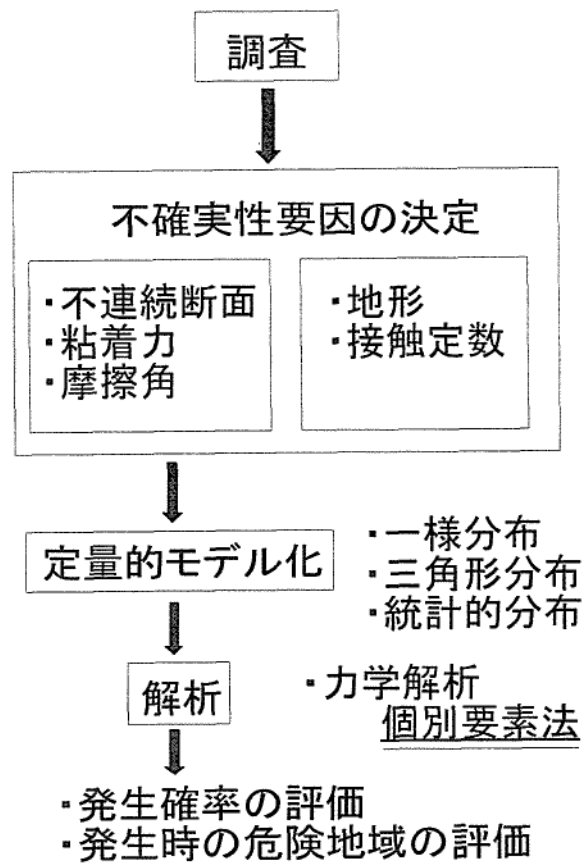 調査
不確実性要因の決定
・不連続断面
・粘着力
・摩擦角
・地形
・接触定数
定量的モデル化
・一様分布
・三角形分布
・統計的分布
解析
・力学解析
個別要素法
・発生確率の評価
・発生時の危険地域の評価